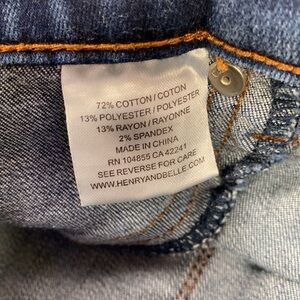 72% COTTON / COTON
13% POLYESTER / POLYESTER
13% RAYON / RAYONNE
2% SPANDEX
MADE IN CHINA
RN 104855 CA 42241
SEE REVERSE FOR CARE
WWW.HENRYANDBELLE.COM